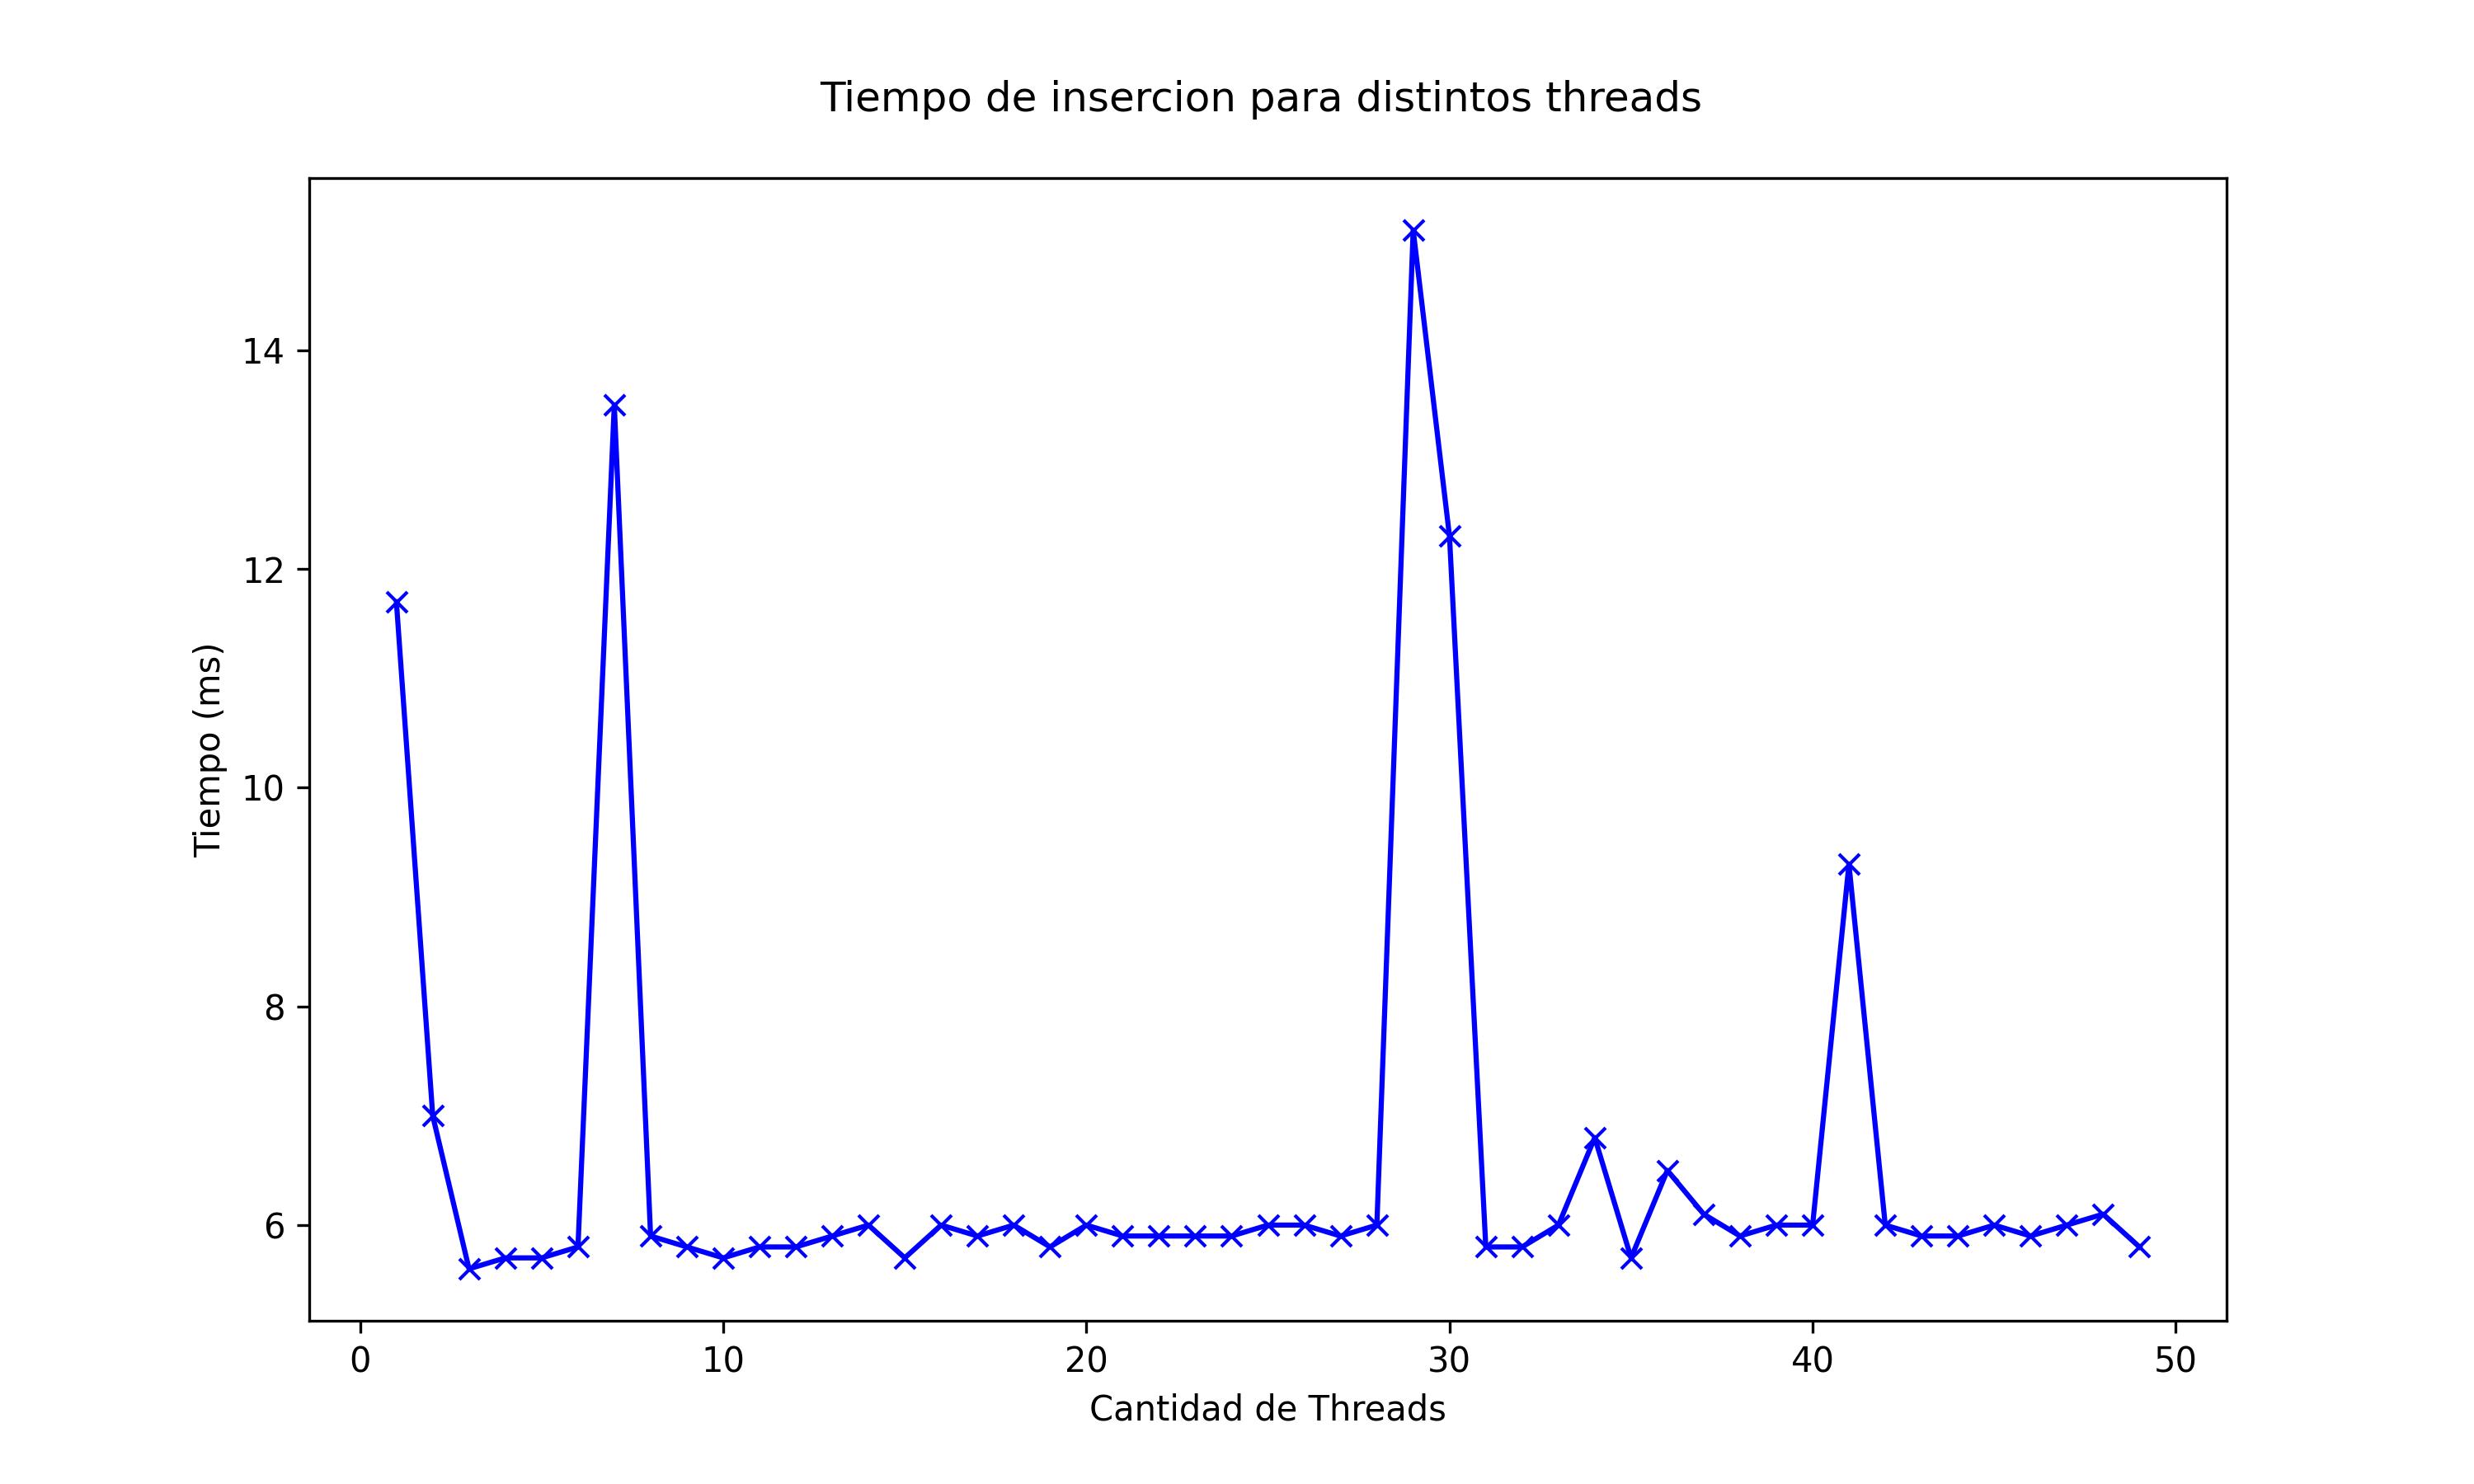 Tiempo de insercion para distintos threads
Tiempo (ms)
14
12
10
8
6
0 10 20 30 40 50
Cantidad de Threads